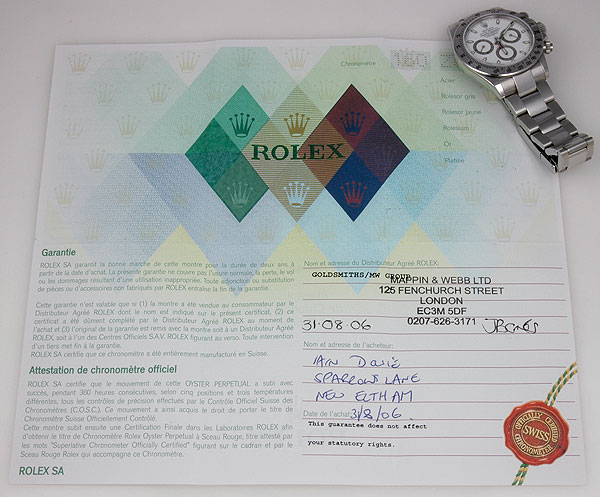 Chronomètre 160
Acier
Rolesor gris
Rolesor jaune
Rolesium
Or
Platine
ROLEX
Garantie
ROLEX SA garantit la bonne marche de cette montre pour la durée de deux ans à
partir de la date d'achat. La présente garantie ne couvre pas l'usure normale, la perte, le vol
ou les dommages résultant d'une utilisation inappropriée. Toute adjonction ou substitution
de pièces ou d'accessoires non fabriqués par ROLEX entraîne la fin de la garantie.
Cette garantie n'est valable que si (1) la montre a été vendue au consommateur par le
Distributeur Agréé ROLEX dont le nom est indiqué sur le présent certificat, (2) ce
certificat a été dûment complété par le Distributeur Agréé ROLEX au moment de
l'achat et (3) l'original de la garantie est remis avec la montre soit à un Distributeur Agréé
ROLEX, soit à l'un des Centres Officiels S.A.V. ROLEX figurant au verso. Toute intervention
d'un tiers met fin à la garantie.
ROLEX SA certifie que ce chronomètre a été entièrement manufacturé en Suisse.
Attestation de chronomètre officiel
ROLEX SA certifie que le mouvement de cette OYSTER PERPETUAL a subi avec
succès, pendant 360 heures consécutives, selon cinq positions et trois températures
différentes, tous les contrôles de précision effectués par le Contrôle Officiel Suisse des
Chronomètres (C.O.S.C.). Ce mouvement a ainsi acquis le droit de porter le titre de
Chronomètre Suisse Officiellement Contrôlé.
Cette montre subit ensuite une Certification Finale dans les Laboratoires ROLEX afin
d'obtenir le titre de Chronomètre Rolex Oyster Perpetual à Sceau Rouge, titre attesté par
les mots "Superlative Chronometer Officially Certified" figurant sur le cadran et par le
Sceau Rouge Rolex qui accompagne ce Chronomètre.
ROLEX SA
Nom et adresse du Distributeur Agréé ROLEX:
GOLDSMITHS/MW GROUP
MAPPIN & WEBB LTD
125 FENCHURCH STREET
LONDON
EC3M 5DF
31.08.06 0207-626-3171
Nom et adresse de l'acheteur:
IAIN
SPARROWS LANE
NEW ELTHAM
Date de l'achat: 31/8/06.
This guarantee does not affect
your statutory rights.
OFFICIALLY CERTIFIED
SWISS
CHRONOMETER